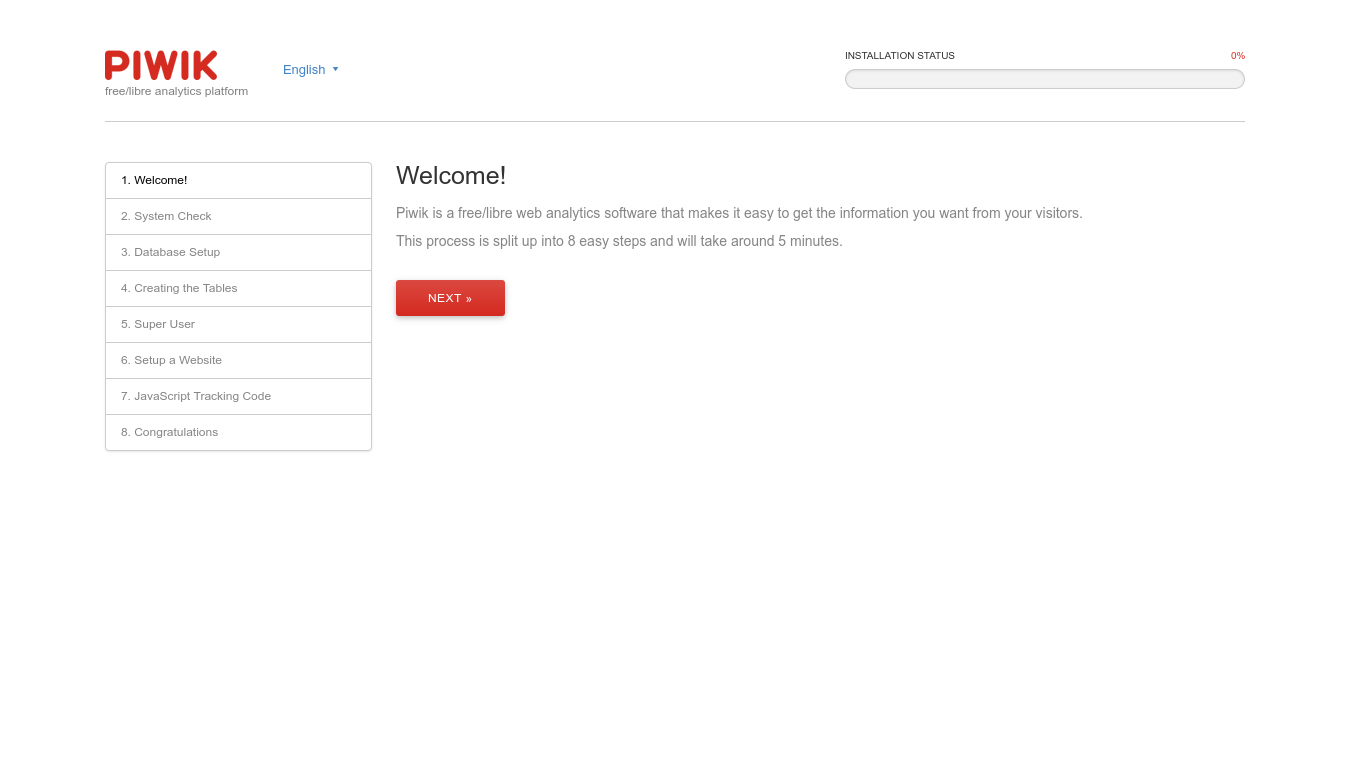 PIWIK
free/libre analytics platform
English
INSTALLATION STATUS 0%
1. Welcome!
2. System Check
3. Database Setup
4. Creating the Tables
5. Super User
6. Setup a Website
7. JavaScript Tracking Code
8. Congratulations
Welcome!
Piwik is a free/libre web analytics software that makes it easy to get the information you want from your visitors.
This process is split up into 8 easy steps and will take around 5 minutes.
NEXT »